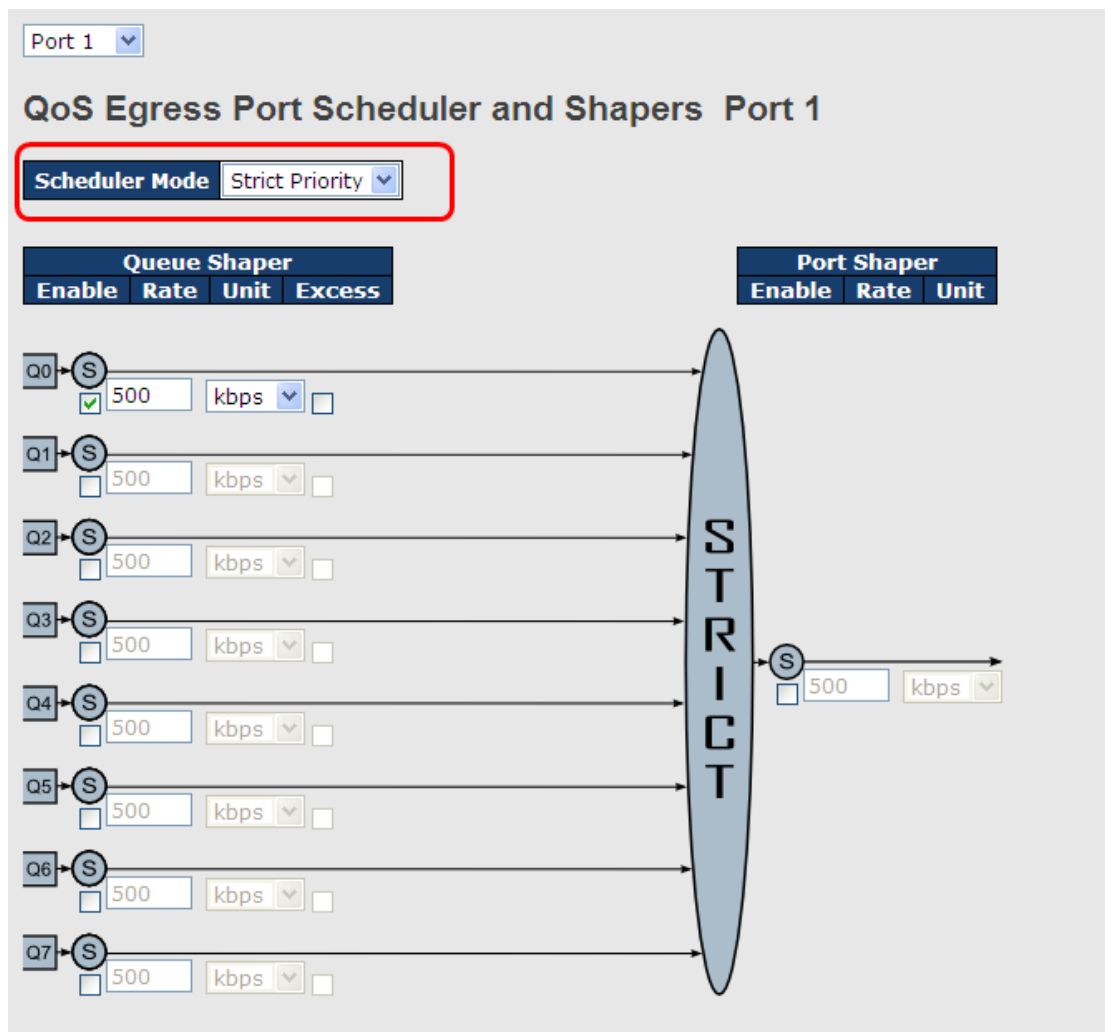 Port 1
QoS Egress Port Scheduler and Shapers Port 1
Scheduler Mode Strict Priority
Queue Shaper
Enable Rate Unit Excess
Port Shaper
Enable Rate Unit
Q0 S
500 kbps
Q1 S
500 kbps
Q2 S
500 kbps
Q3 S
500 kbps
Q4 S
500 kbps
Q5 S
500 kbps
Q6 S
500 kbps
Q7 S
500 kbps
STRICT
S
500 kbps